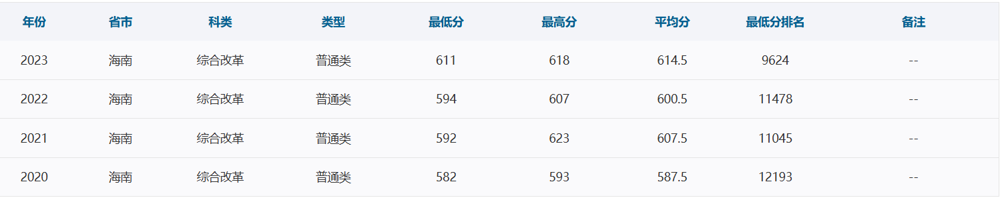 年份 省市 科类 类型 最低分 最高分 平均分 最低分排名 备注
2023 海南 综合改革 普通类 611 618 614.5 9624 --
2022 海南 综合改革 普通类 594 607 600.5 11478 --
2021 海南 综合改革 普通类 592 623 607.5 11045 --
2020 海南 综合改革 普通类 582 593 587.5 12193 --